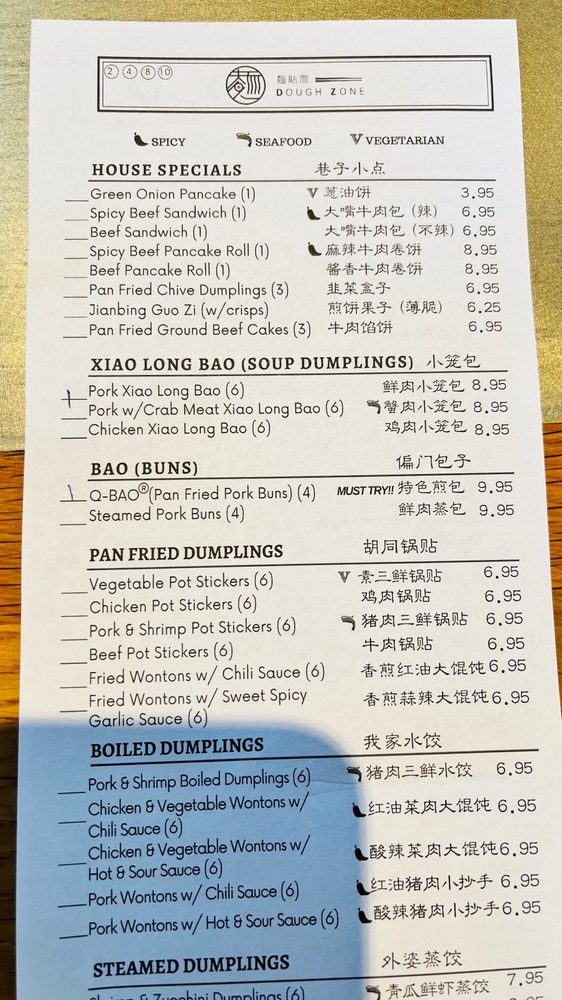 2 4 8 10
麵貼面
DOUGH ZONE
SPICY SEAFOOD V VEGETARIAN
HOUSE SPECIALS 巷子小点
Green Onion Pancake (1) V 葱油饼 3.95
Spicy Beef Sandwich (1) 大嘴牛肉包 (辣) 6.95
Beef Sandwich (1) 大嘴牛肉包 (不辣) 6.95
Spicy Beef Pancake Roll (1) 麻辣牛肉卷饼 8.95
Beef Pancake Roll (1) 酱香牛肉卷饼 8.95
Pan Fried Chive Dumplings (3) 韭菜盒子 6.95
Jianbing Guo Zi (w/crisps) 煎饼果子 (薄脆) 6.25
Pan Fried Ground Beef Cakes (3) 牛肉馅饼 6.95
XIAO LONG BAO (SOUP DUMPLINGS) 小笼包
1 Pork Xiao Long Bao (6) 鲜肉小笼包 8.95
Pork w/Crab Meat Xiao Long Bao (6) 蟹肉小笼包 8.95
Chicken Xiao Long Bao (6) 鸡肉小笼包 8.95
BAO (BUNS) 偏门包子
1 Q-BAO®(Pan Fried Pork Buns) (4) MUST TRY!! 特色煎包 9.95
Steamed Pork Buns (4) 鲜肉蒸包 9.95
PAN FRIED DUMPLINGS 胡同锅贴
Vegetable Pot Stickers (6) V 素三鲜锅贴 6.95
Chicken Pot Stickers (6) 鸡肉锅贴 6.95
Pork & Shrimp Pot Stickers (6) 猪肉三鲜锅贴 6.95
Beef Pot Stickers (6) 牛肉锅贴 6.95
Fried Wontons w/ Chili Sauce (6) 香煎红油大馄饨 6.95
Fried Wontons w/ Sweet Spicy 香煎蒜辣大馄饨 6.95
Garlic Sauce (6)
BOILED DUMPLINGS 我家水饺
Pork & Shrimp Boiled Dumplings (6) 猪肉三鲜水饺 6.95
Chicken & Vegetable Wontons w/ 红油菜肉大馄饨 6.95
Chili Sauce (6)
Chicken & Vegetable Wontons w/ 酸辣菜肉大馄饨 6.95
Hot & Sour Sauce (6)
Pork Wontons w/ Chili Sauce (6) 红油猪肉小抄手 6.95
Pork Wontons w/ Hot & Sour Sauce (6) 酸辣猪肉小抄手 6.95
STEAMED DUMPLINGS 外婆蒸饺
Shrimp & Zucchini Dumplings (6) 青瓜鲜虾蒸饺 7.95